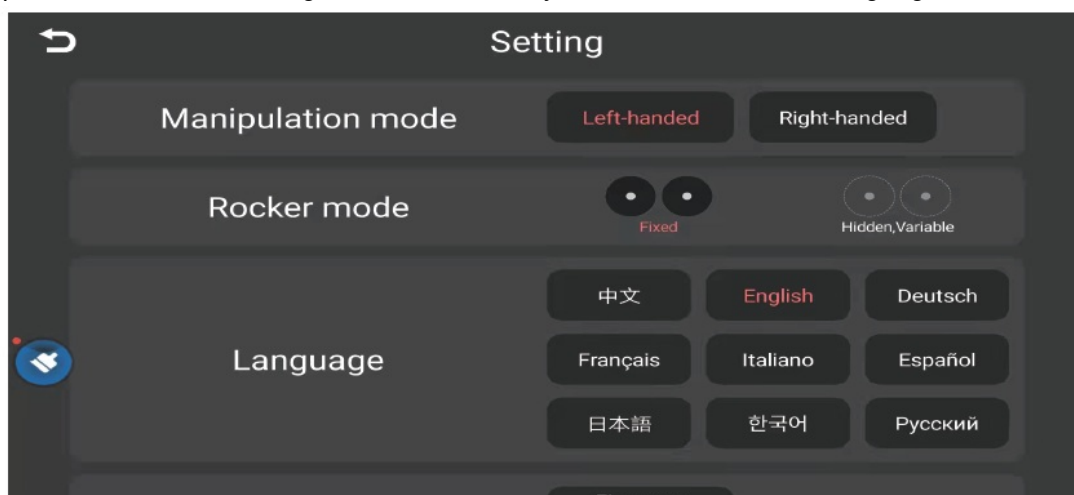 Setting
Manipulation mode
Left-handed
Right-handed
Rocker mode
Fixed
Hidden,Variable
Language
中文
English
Deutsch
Français
Italiano
Español
日本語
한국어
Русский